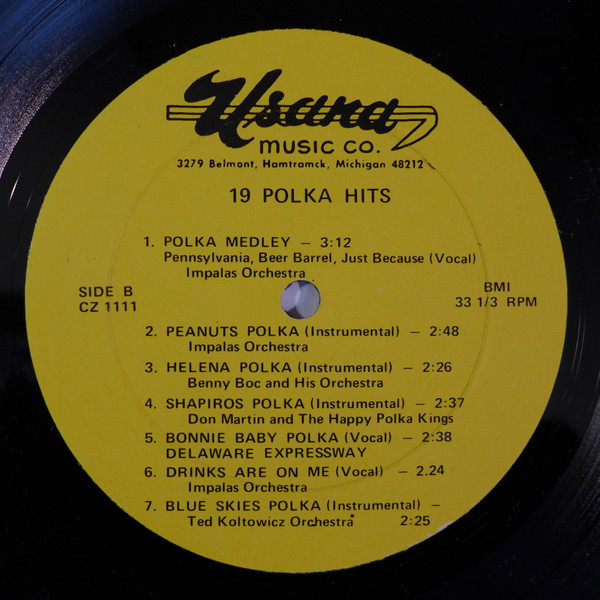 Usana
MUSIC CO.
3279 Belmont, Hamtramck, Michigan 48212
19 POLKA HITS
1. POLKA MEDLEY – 3:12
Pennsylvania, Beer Barrel, Just Because (Vocal)
Impalas Orchestra
SIDE B
CZ 1111
BMI
33 1/3 RPM
2. PEANUTS POLKA (Instrumental) – 2:48
Impalas Orchestra
3. HELENA POLKA (Instrumental) – 2:26
Benny Boc and His Orchestra
4. SHAPIROS POLKA (Instrumental) – 2:37
Don Martin and The Happy Polka Kings
5. BONNIE BABY POLKA (Vocal) – 2:38
DELAWARE EXPRESSWAY
6. DRINKS ARE ON ME (Vocal) – 2.24
Impalas Orchestra
7. BLUE SKIES POLKA (Instrumental) –
Ted Koltowicz Orchestra 2:25